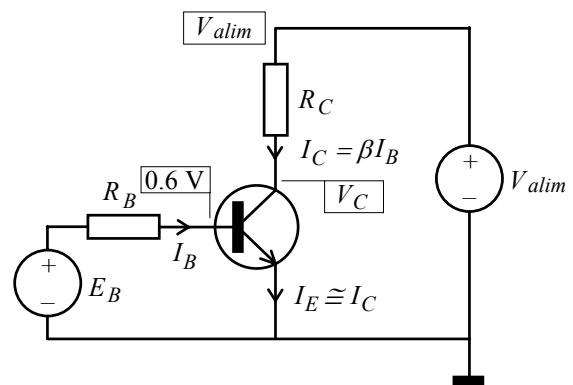 V_alim
R_C
I_C = βI_B
+
–
V_alim
0.6 V
V_C
R_B
I_B
+
–
E_B
I_E ≅ I_C